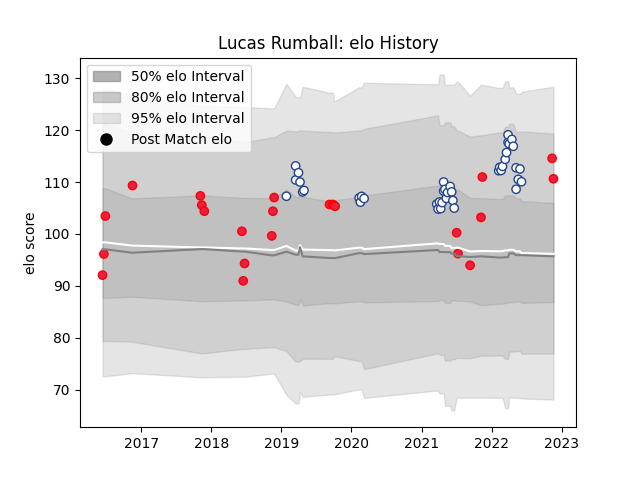 Lucas Rumball: elo History
50% elo Interval
80% elo Interval
95% elo Interval
Post Match elo
elo score
130
120
110
100
90
80
70
2017 2018 2019 2020 2021 2022 2023